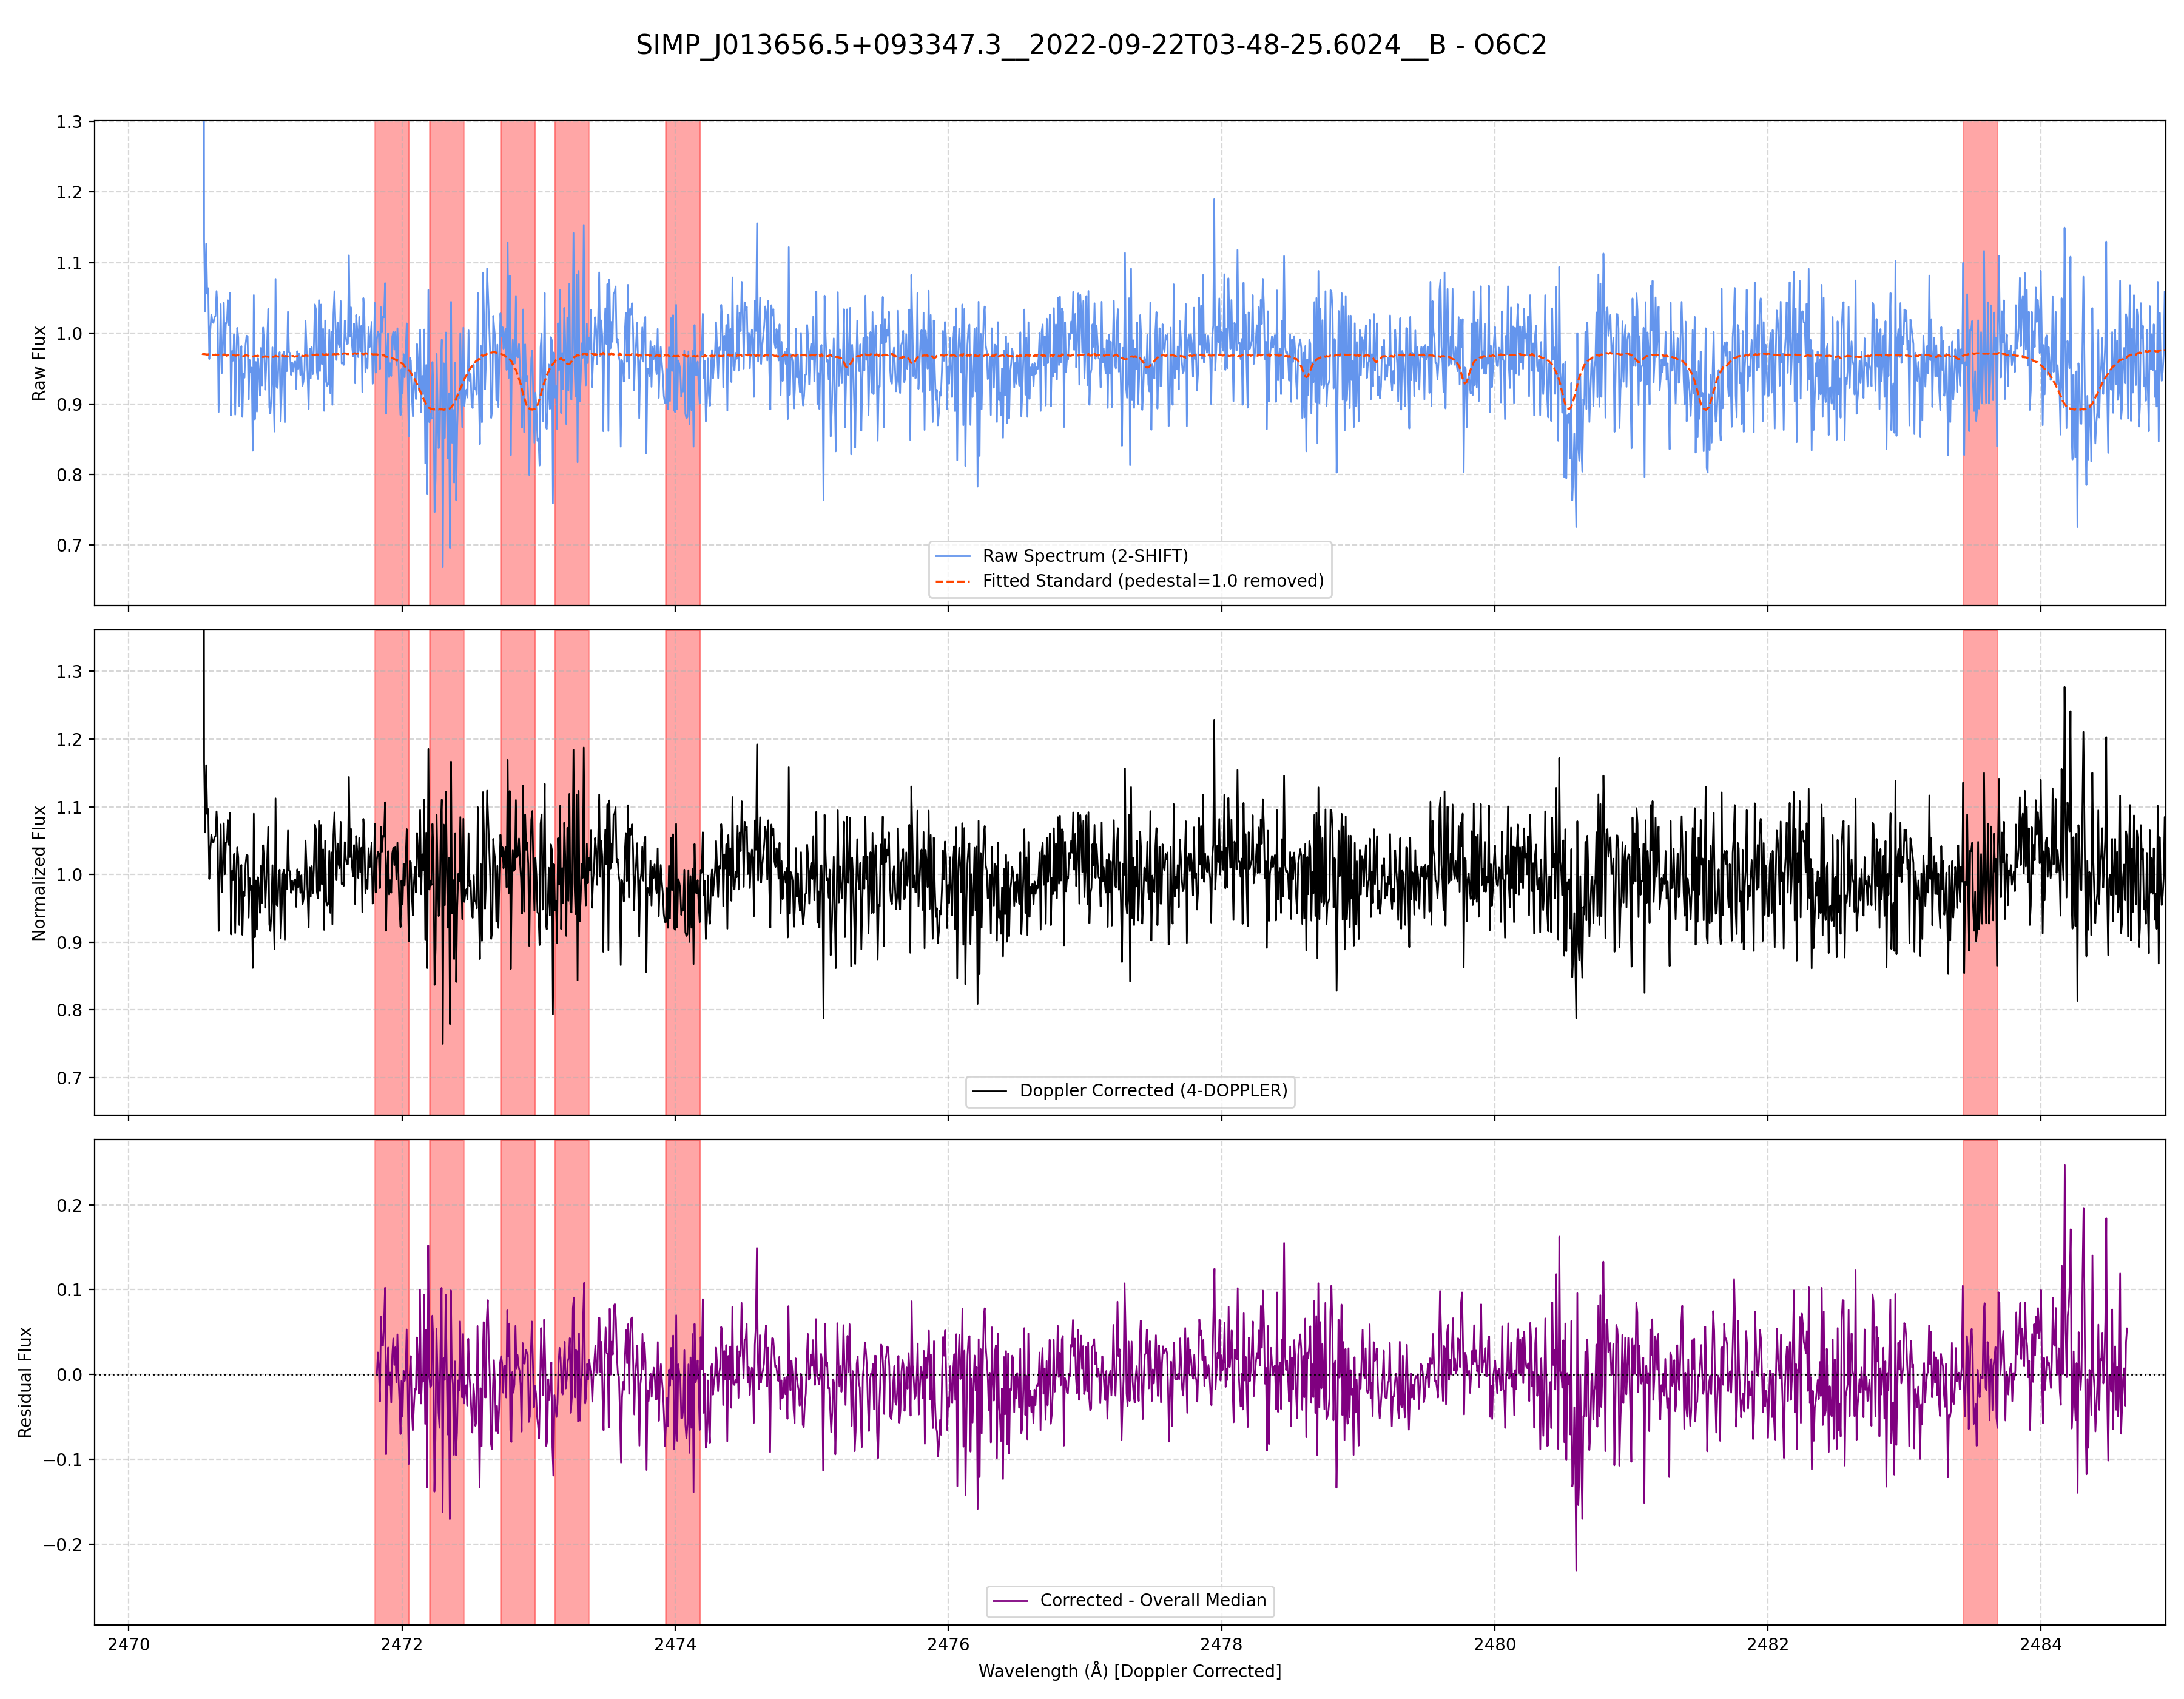 SIMP_J013656.5+093347.3__2022-09-22T03-48-25.6024__B - O6C2
1.3
1.2
1.1
1.0
0.9
0.8
0.7
Raw Flux
Raw Spectrum (2-SHIFT)
Fitted Standard (pedestal=1.0 removed)
1.3
1.2
1.1
1.0
0.9
0.8
0.7
Normalized Flux
Doppler Corrected (4-DOPPLER)
0.2
0.1
0.0
−0.1
−0.2
Residual Flux
Corrected - Overall Median
2470 2472 2474 2476 2478 2480 2482 2484
Wavelength (Å) [Doppler Corrected]